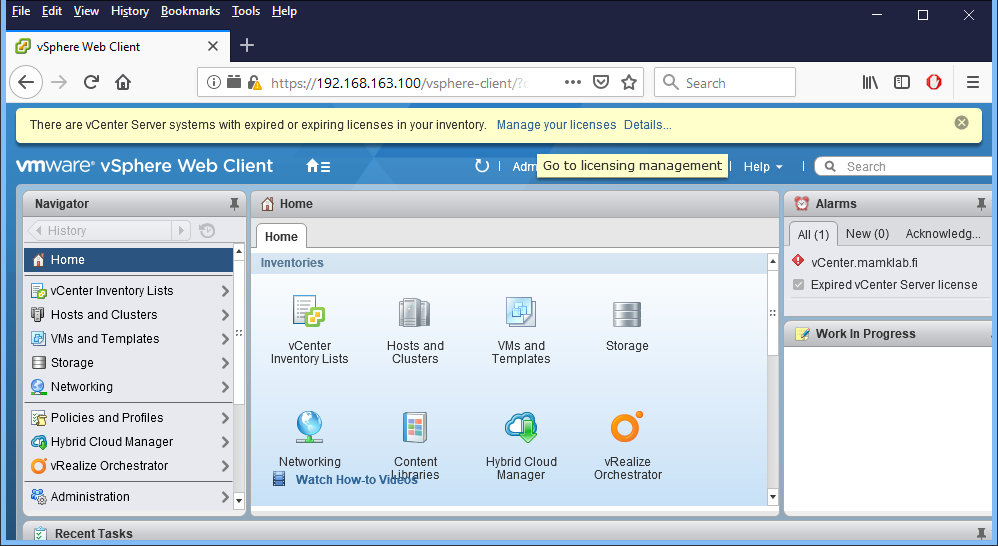 File Edit View History Bookmarks Tools Help
vSphere Web Client
https://192.168.163.100/vsphere-client/?
Search
There are vCenter Server systems with expired or expiring licenses in your inventory. Manage your licenses Details...
vmware® vSphere Web Client
Go to licensing management
Help
Search
Navigator
History
Home
vCenter Inventory Lists
Hosts and Clusters
VMs and Templates
Storage
Networking
Policies and Profiles
Hybrid Cloud Manager
vRealize Orchestrator
Administration
Home
Home
Inventories
vCenter
Inventory Lists
Hosts and
Clusters
VMs and
Templates
Storage
Networking
Content
Libraries
Hybrid Cloud
Manager
vRealize
Orchestrator
Watch How-to Videos
Alarms
All (1) New (0) Acknowledg...
vCenter.mamklab.fi
Expired vCenter Server license
Work In Progress
Recent Tasks